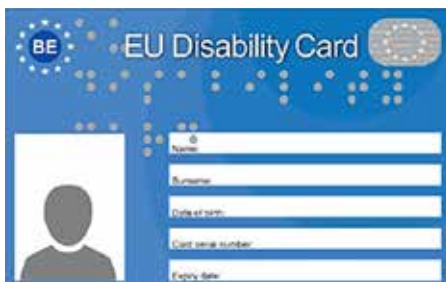 BE
EU Disability Card
Name:
Surname:
Date of birth:
Card serial number:
Expiry date: